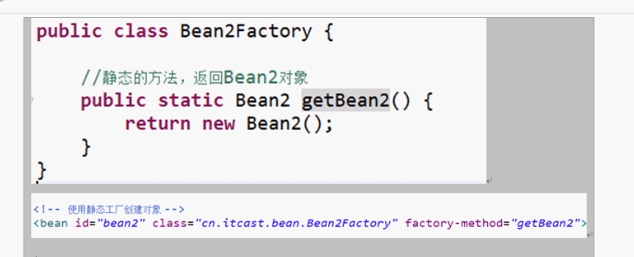 public class Bean2Factory {
//静态的方法，返回Bean2对象
public static Bean2 getBean2() {
return new Bean2();
}
}
<!-- 使用静态工厂创建对象 -->
<bean id="bean2" class="cn.itcast.bean.Bean2Factory" factory-method="getBean2">